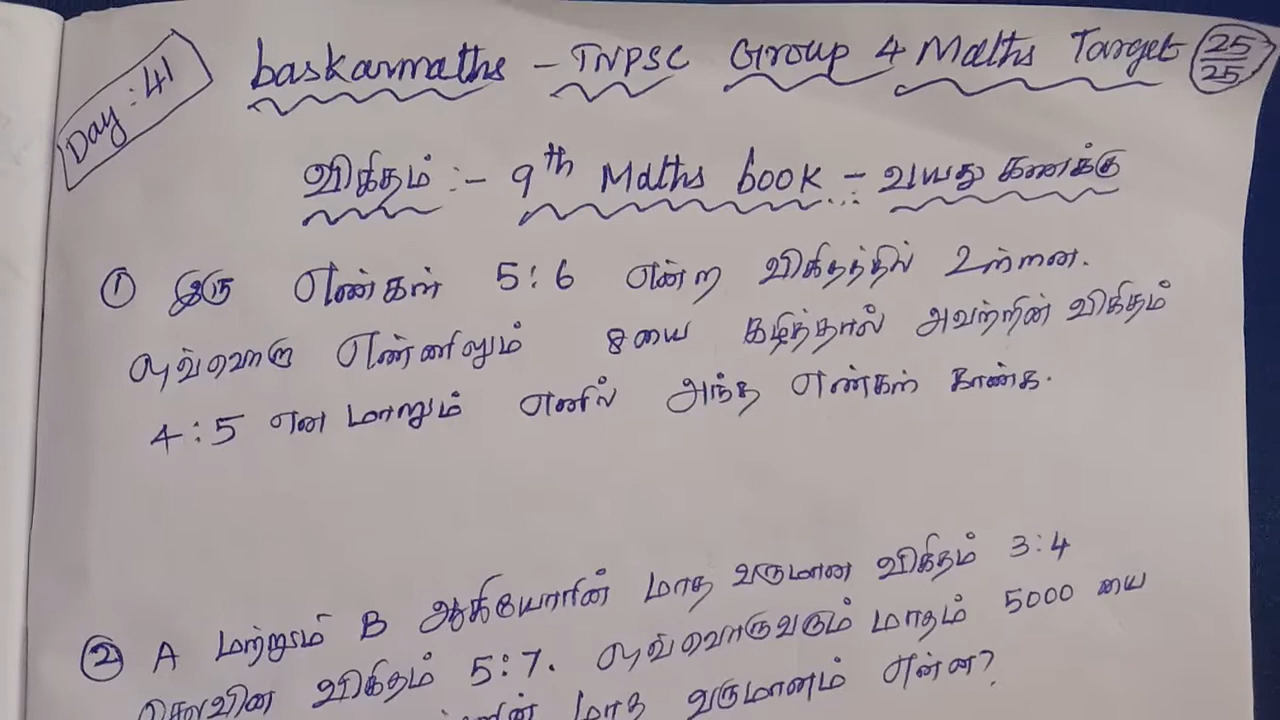 Day : 41
baskarmaths - TNPSC Group 4 Maths Target 25/25
விகிதம் :- 9th Maths book - வயது கணக்கு
① இரு எண்கள் 5:6 என்ற விகிதத்தில் உள்ளன.
ஒவ்வொரு எண்ணிலும் 8யை கழித்தால் அவற்றின் விகிதம்
4:5 என மாறும் எனில் அந்த எண்கள் காண்க.
② A மற்றும் B ஆகியோரின் மாத வருமான விகிதம் 3:4
செலவின விகிதம் 5:7. ஒவ்வொருவரும் மாதம் 5000 யை
மாத வருமானம் என்ன?